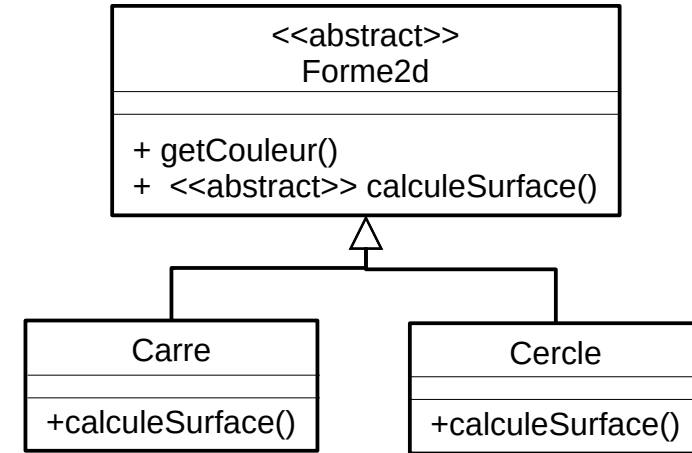 <<abstract>>
Forme2d
+ getCouleur()
+ <<abstract>> calculeSurface()
Carre
+calculeSurface()
Cercle
+calculeSurface()